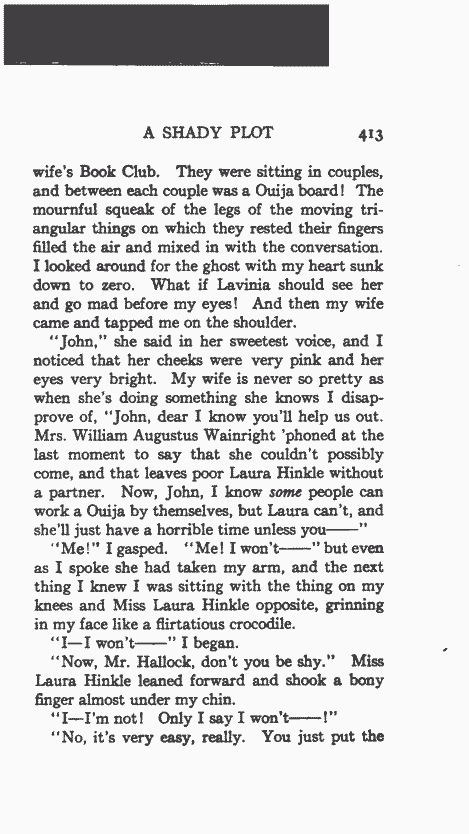 A SHADY PLOT 413
wife's Book Club. They were sitting in couples,
and between each couple was a Ouija board! The
mournful squeak of the legs of the moving tri-
angular things on which they rested their fingers
filled the air and mixed in with the conversation.
I looked around for the ghost with my heart sunk
down to zero. What if Lavinia should see her
and go mad before my eyes! And then my wife
came and tapped me on the shoulder.
"John," she said in her sweetest voice, and I
noticed that her cheeks were very pink and her
eyes very bright. My wife is never so pretty as
when she's doing something she knows I disap-
prove of, "John, dear I know you'll help us out.
Mrs. William Augustus Wainright 'phoned at the
last moment to say that she couldn't possibly
come, and that leaves poor Laura Hinkle without
a partner. Now, John, I know some people can
work a Ouija by themselves, but Laura can't, and
she'll just have a horrible time unless you——"
"Me!" I gasped. "Me! I won't——" but even
as I spoke she had taken my arm, and the next
thing I knew I was sitting with the thing on my
knees and Miss Laura Hinkle opposite, grinning
in my face like a flirtatious crocodile.
"I—I won't——" I began.
"Now, Mr. Hallock, don't you be shy." Miss
Laura Hinkle leaned forward and shook a bony
finger almost under my chin.
"I—I'm not! Only I say I won't——!"
"No, it's very easy, really. You just put the